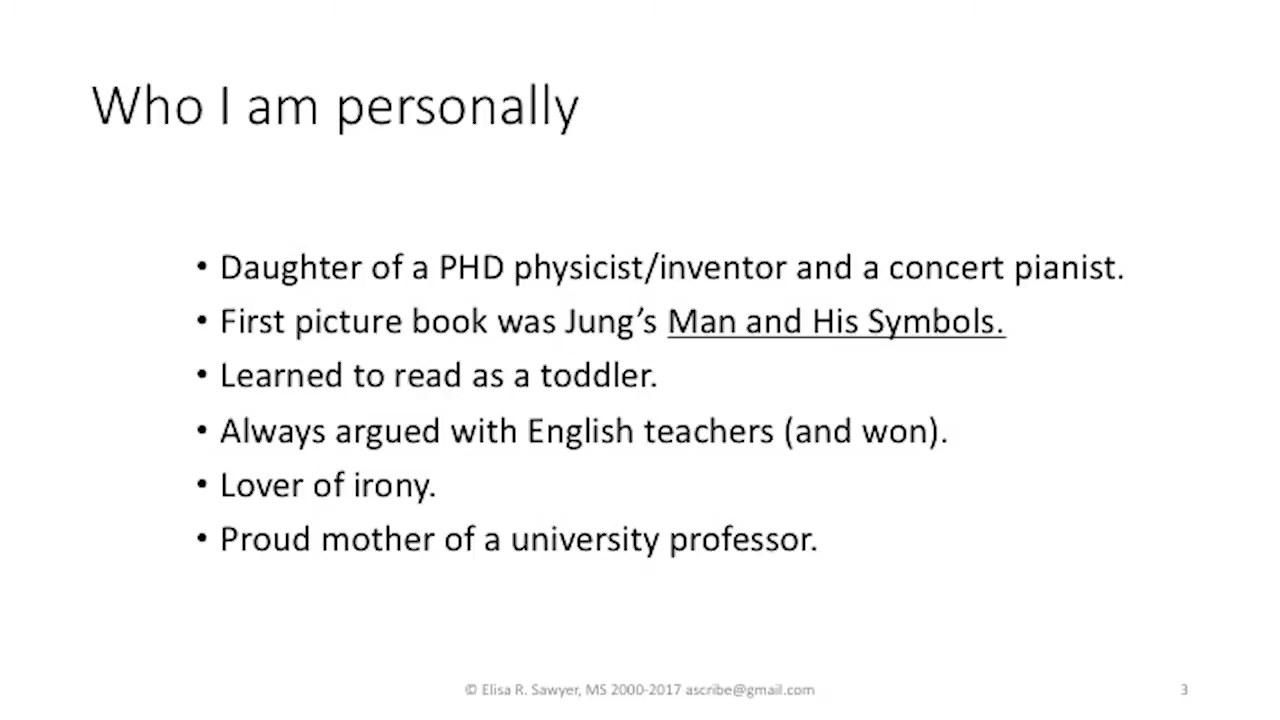 Who I am personally
• Daughter of a PHD physicist/inventor and a concert pianist.
• First picture book was Jung’s Man and His Symbols.
• Learned to read as a toddler.
• Always argued with English teachers (and won).
• Lover of irony.
• Proud mother of a university professor.
© Elisa R. Sawyer, MS 2000-2017 ascribe@gmail.com 3